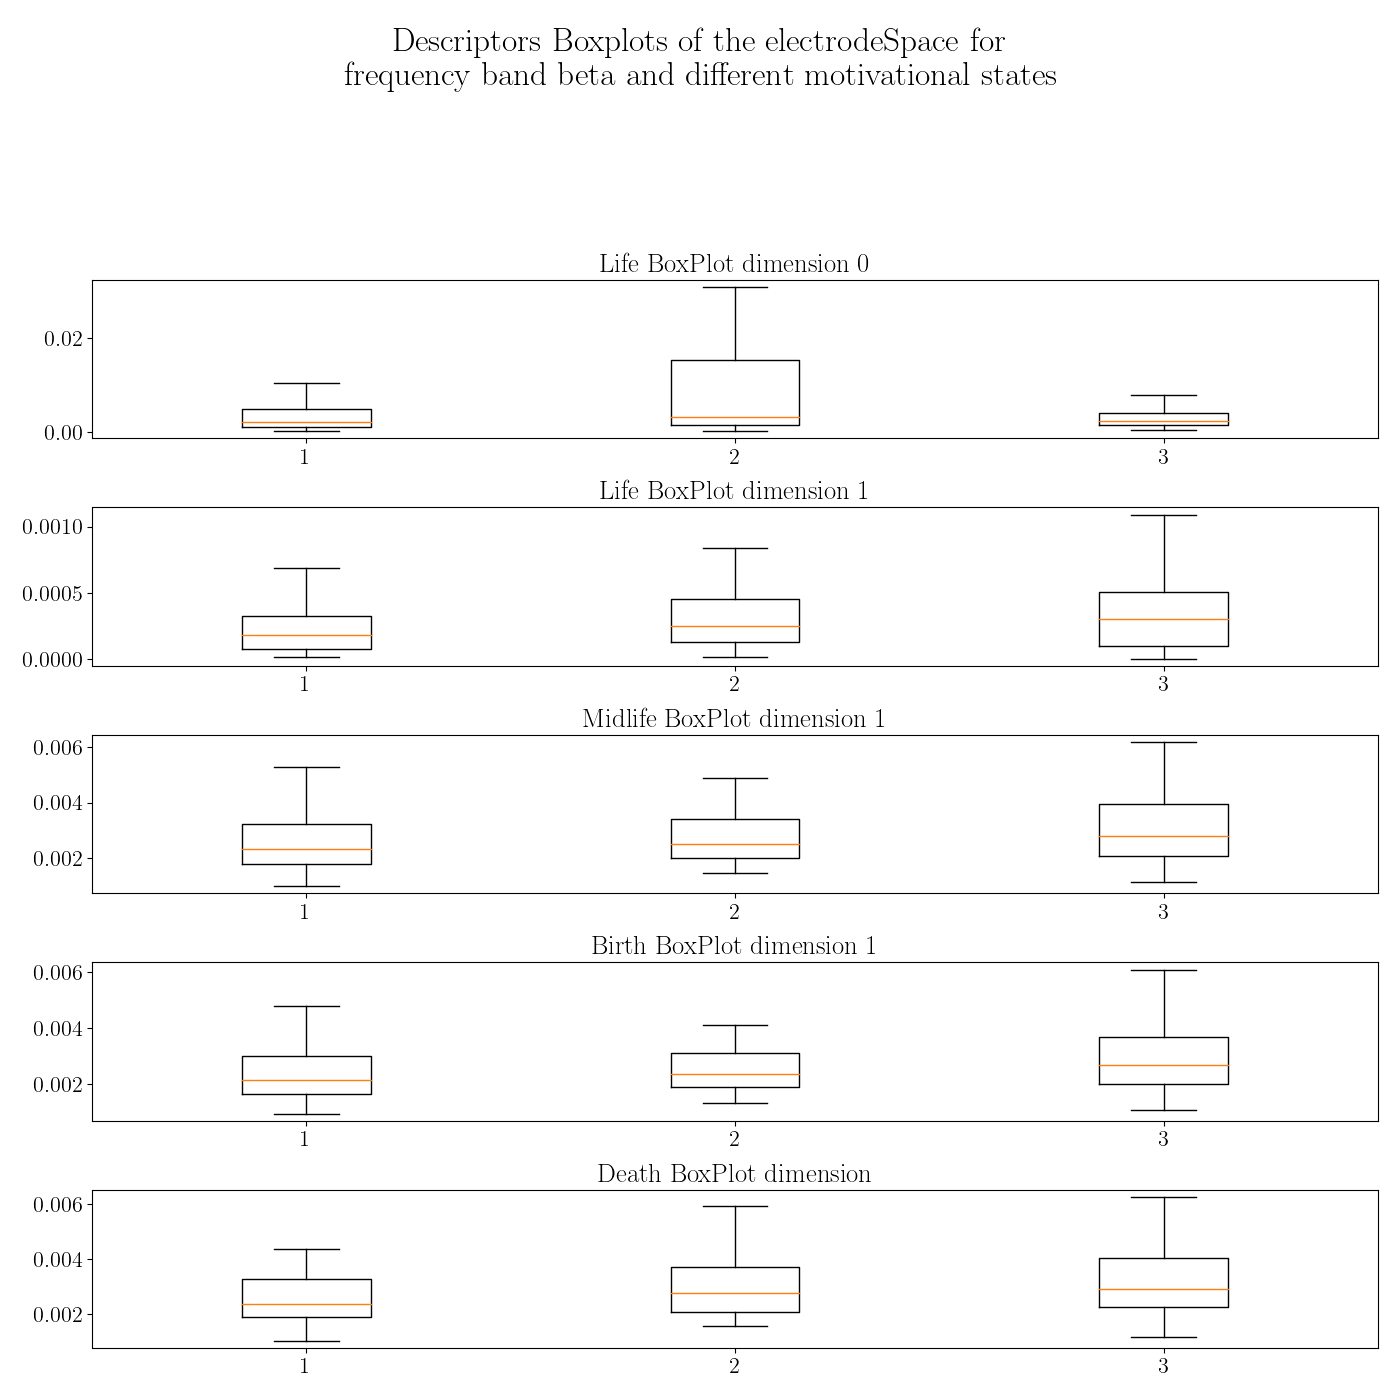 Descriptors Boxplots of the electrodeSpace for
frequency band beta and different motivational states
Life BoxPlot dimension 0
0.02
0.00
1 2 3
Life BoxPlot dimension 1
0.0010
0.0005
0.0000
1 2 3
Midlife BoxPlot dimension 1
0.006
0.004
0.002
1 2 3
Birth BoxPlot dimension 1
0.006
0.004
0.002
1 2 3
Death BoxPlot dimension
0.006
0.004
0.002
1 2 3